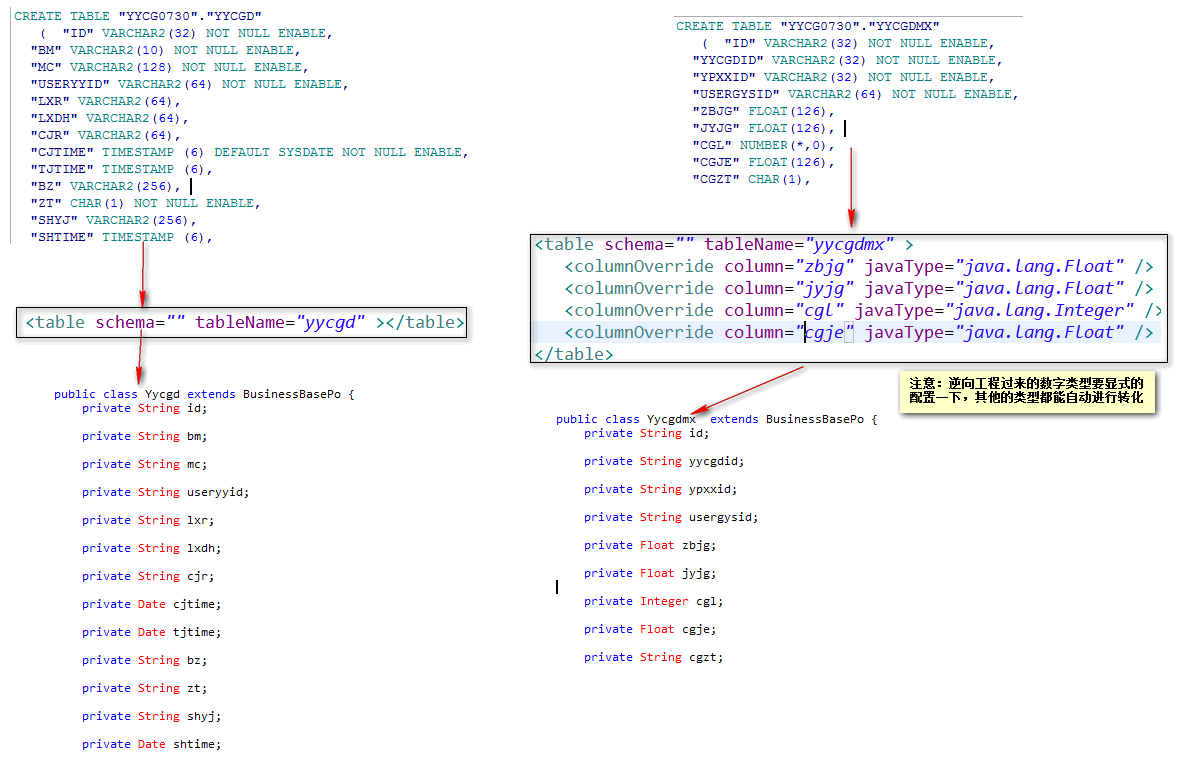 CREATE TABLE "YYCG0730"."YYCGD"
( "ID" VARCHAR2(32) NOT NULL ENABLE,
"BM" VARCHAR2(10) NOT NULL ENABLE,
"MC" VARCHAR2(128) NOT NULL ENABLE,
"USERYYID" VARCHAR2(64) NOT NULL ENABLE,
"LXR" VARCHAR2(64),
"LXDH" VARCHAR2(64),
"CJR" VARCHAR2(64),
"CJTIME" TIMESTAMP (6) DEFAULT SYSDATE NOT NULL ENABLE,
"TJTIME" TIMESTAMP (6),
"BZ" VARCHAR2(256),
"ZT" CHAR(1) NOT NULL ENABLE,
"SHYJ" VARCHAR2(256),
"SHTIME" TIMESTAMP (6),
<table schema="" tableName="yycgd" ></table>
public class Yycgd extends BusinessBasePo {
private String id;
private String bm;
private String mc;
private String useryyid;
private String lxr;
private String lxdh;
private String cjr;
private Date cjtime;
private Date tjtime;
private String bz;
private String zt;
private String shyj;
private Date shtime;
CREATE TABLE "YYCG0730"."YYCGDMX"
( "ID" VARCHAR2(32) NOT NULL ENABLE,
"YYCGDID" VARCHAR2(32) NOT NULL ENABLE,
"YPXXID" VARCHAR2(32) NOT NULL ENABLE,
"USERGYSID" VARCHAR2(64) NOT NULL ENABLE,
"ZBJG" FLOAT(126),
"JYJG" FLOAT(126),
"CGL" NUMBER(*,0),
"CGJE" FLOAT(126),
"CGZT" CHAR(1),
<table schema="" tableName="yycgdmx" >
<columnOverride column="zbjg" javaType="java.lang.Float" />
<columnOverride column="jyjg" javaType="java.lang.Float" />
<columnOverride column="cgl" javaType="java.lang.Integer" />
<columnOverride column="cgje" javaType="java.lang.Float" />
</table>
注意：逆向工程过来的数字类型要显式的
配置一下，其他的类型都能自动进行转化
public class Yycgdmx extends BusinessBasePo {
private String id;
private String yycgdid;
private String ypxxid;
private String usergysid;
private Float zbjg;
private Float jyjg;
private Integer cgl;
private Float cgje;
private String cgzt;